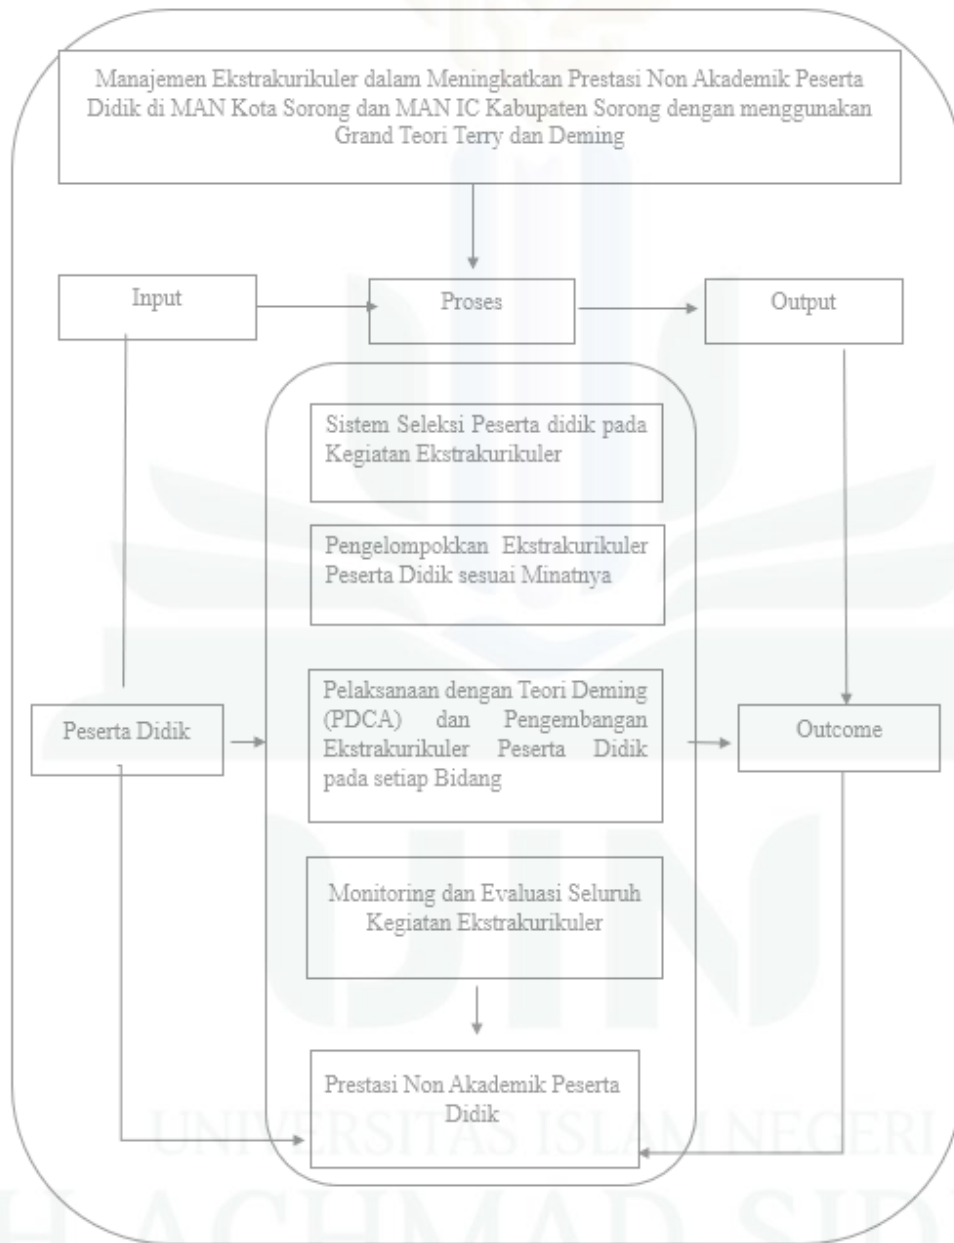 Manajemen Ekstrakurikuler dalam Meningkatkan Prestasi Non Akademik Peserta
Didik di MAN Kota Sorong dan MAN IC Kabupaten Sorong dengan menggunakan
Grand Teori Terry dan Deming
Input
Proses
Output
Sistem Seleksi Peserta didik pada
Kegiatan Ekstrakurikuler
Pengelompokkan Ekstrakurikuler
Peserta Didik sesuai Minatnya
Peserta Didik
Pelaksanaan dengan Teori Deming
(PDCA) dan Pengembangan
Ekstrakurikuler Peserta Didik
pada setiap Bidang
Outcome
Monitoring dan Evaluasi Seluruh
Kegiatan Ekstrakurikuler
Prestasi Non Akademik Peserta
Didik
UIN
UNIVERSITAS ISLAM NEGERI
ACHMAD